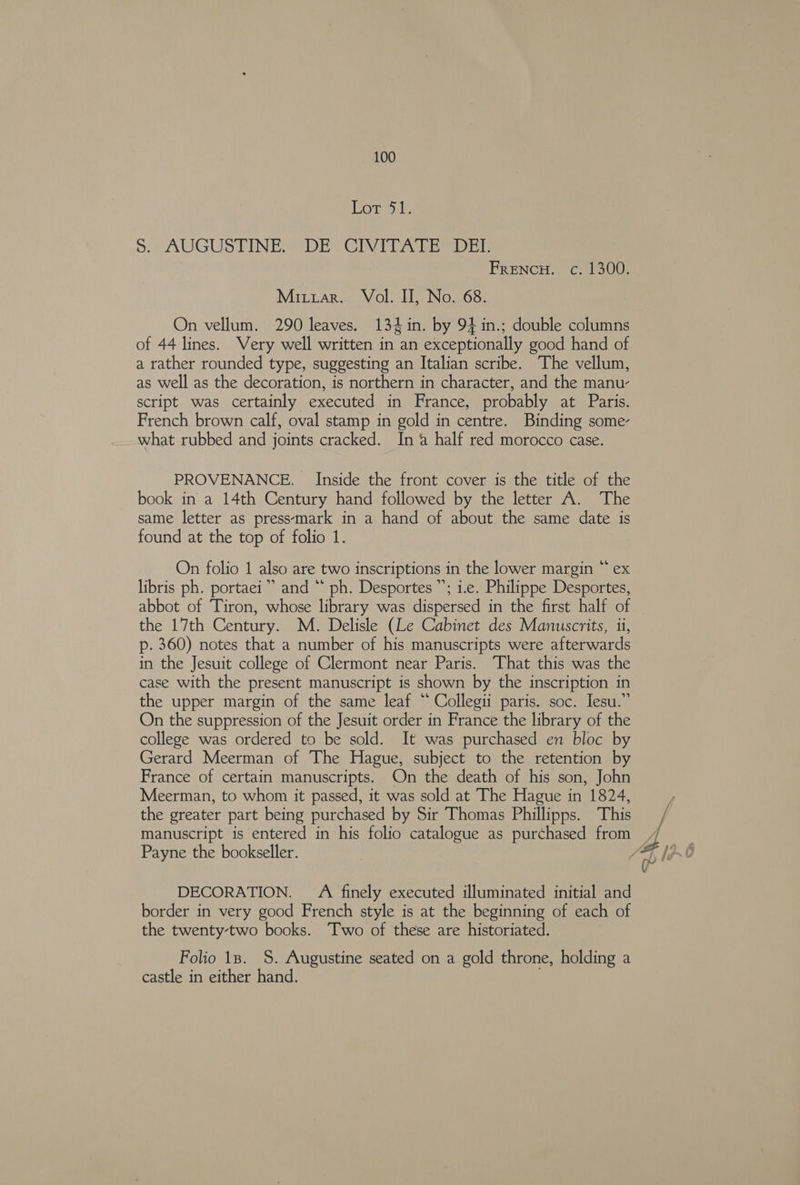 100
Lot 51.
S. AUGUSTINE. DE CIVITATE DEI.
French. c. 1300.
Millar. Vol. II, No. 68.
On vellum. 290 leaves. 13¼ in. by 9¼ in.; double columns
of 44 lines. Very well written in an exceptionally good hand of
a rather rounded type, suggesting an Italian scribe. The vellum,
as well as the decoration, is northern in character, and the manu-
script was certainly executed in France, probably at Paris.
French brown calf, oval stamp in gold in centre. Binding some-
what rubbed and joints cracked. In a half red morocco case.
PROVENANCE. Inside the front cover is the title of the
book in a 14th Century hand followed by the letter A. The
same letter as press-mark in a hand of about the same date is
found at the top of folio 1.
On folio 1 also are two inscriptions in the lower margin “ ex
libris ph. portaei ” and “ ph. Desportes ”; i.e. Philippe Desportes,
abbot of Tiron, whose library was dispersed in the first half of
the 17th Century. M. Delisle (Le Cabinet des Manuscrits, ii,
p. 360) notes that a number of his manuscripts were afterwards
in the Jesuit college of Clermont near Paris. That this was the
case with the present manuscript is shown by the inscription in
the upper margin of the same leaf “ Collegii paris. soc. Iesu.”
On the suppression of the Jesuit order in France the library of the
college was ordered to be sold. It was purchased en bloc by
Gerard Meerman of The Hague, subject to the retention by
France of certain manuscripts. On the death of his son, John
Meerman, to whom it passed, it was sold at The Hague in 1824,
the greater part being purchased by Sir Thomas Phillipps. This
manuscript is entered in his folio catalogue as purchased from
Payne the bookseller.
DECORATION. A finely executed illuminated initial and
border in very good French style is at the beginning of each of
the twenty-two books. Two of these are historiated.
Folio 1b. S. Augustine seated on a gold throne, holding a
castle in either hand.